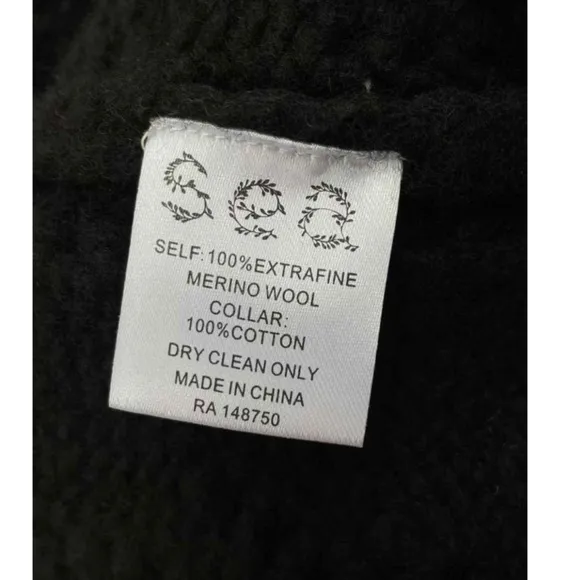 Sea
SELF:100%EXTRAFINE
MERINO WOOL
COLLAR:
100%COTTON
DRY CLEAN ONLY
MADE IN CHINA
RA 148750